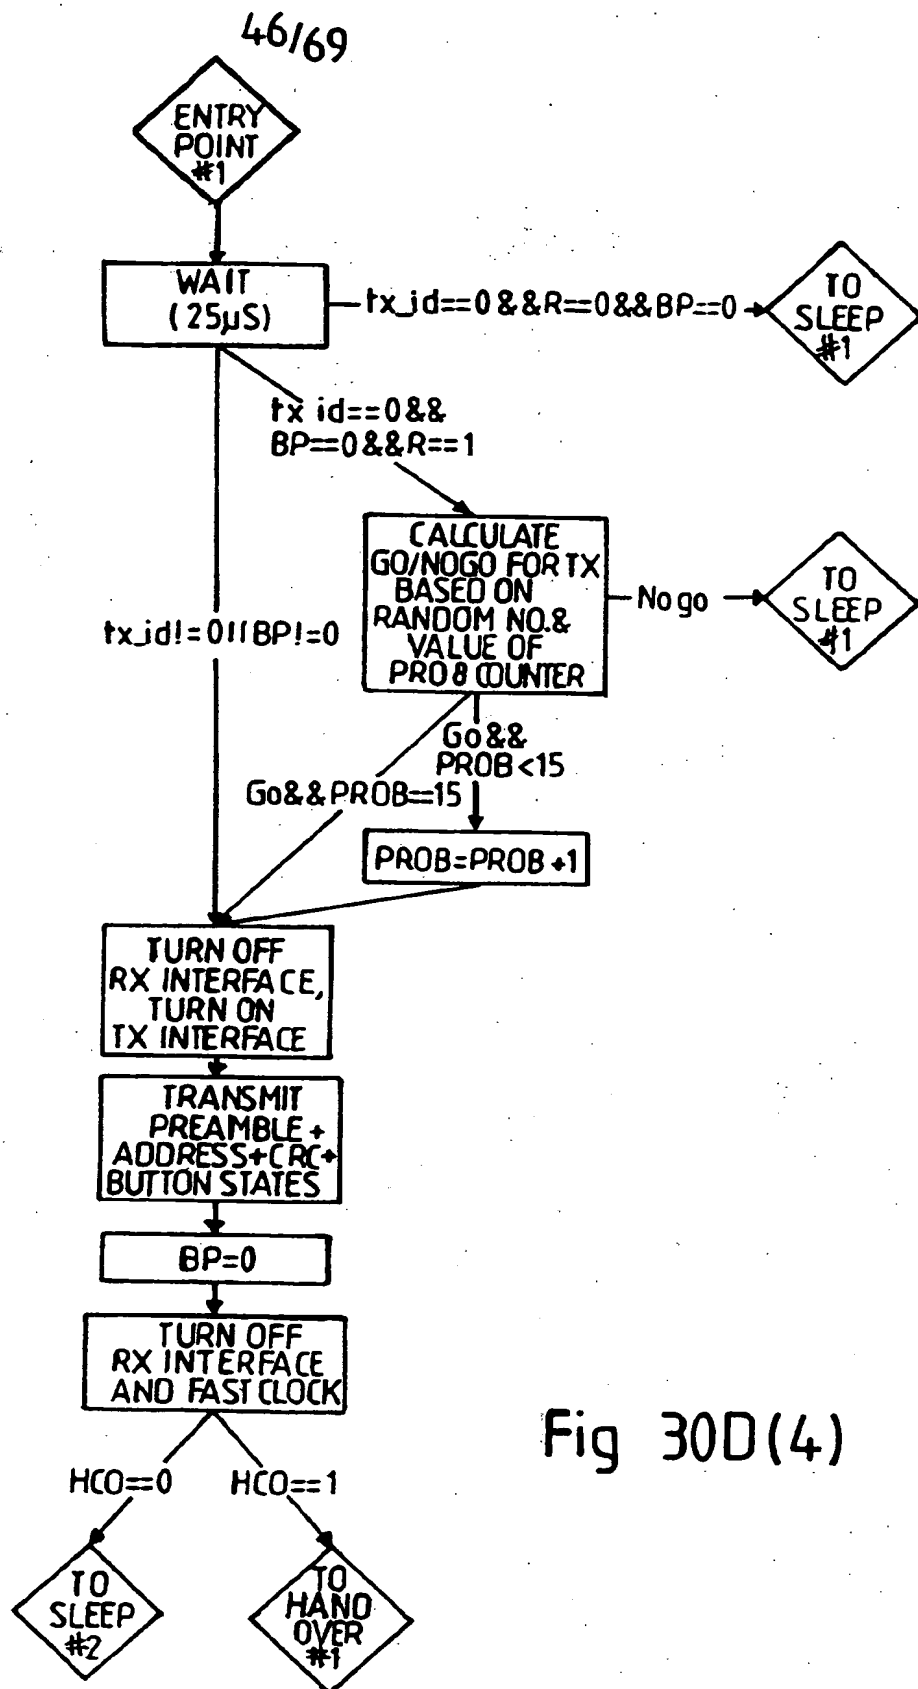 46/69
ENTRY
POINT
#1
WAIT
(25µS)
tx_id==0&&R==0&&BP==0
TO
SLEEP
#1
tx id==0&&
BP==0&&R==1
CALCULATE
GO/NOGO FOR TX
BASED ON
RANDOM NO.&
VALUE OF
PRO8 COUNTER
No go
TO
SLEEP
#1
tx_id!=0!!BP!=0
Go&&
PROB<15
Go&&PROB==15
PROB=PROB+1
TURN OFF
RX INTERFACE,
TURN ON
TX INTERFACE
TRANSMIT
PREAMBLE+
ADDRESS+CRC+
BUTTON STATES
BP=0
TURN OFF
RX INTERFACE
AND FAST CLOCK
HCO==0
HCO==1
TO
SLEEP
#2
TO
HAND
OVER
#1
Fig 30D(4)